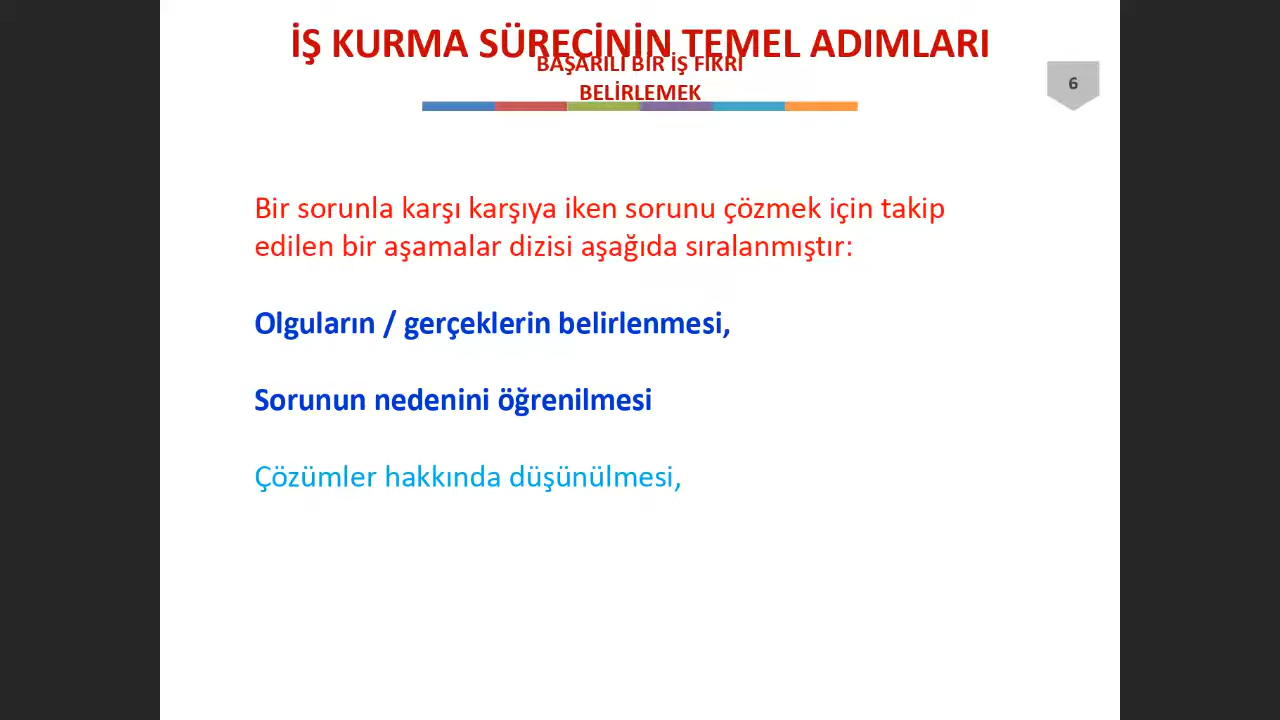 İŞ KURMA SÜRECİNİN TEMEL ADIMLARI
BAŞARILI BİR İŞ FİKRİ
BELİRLEMEK
6
Bir sorunla karşı karşıya iken sorunu çözmek için takip
edilen bir aşamalar dizisi aşağıda sıralanmıştır:
Olguların / gerçeklerin belirlenmesi,
Sorunun nedenini öğrenilmesi
Çözümler hakkında düşünülmesi,